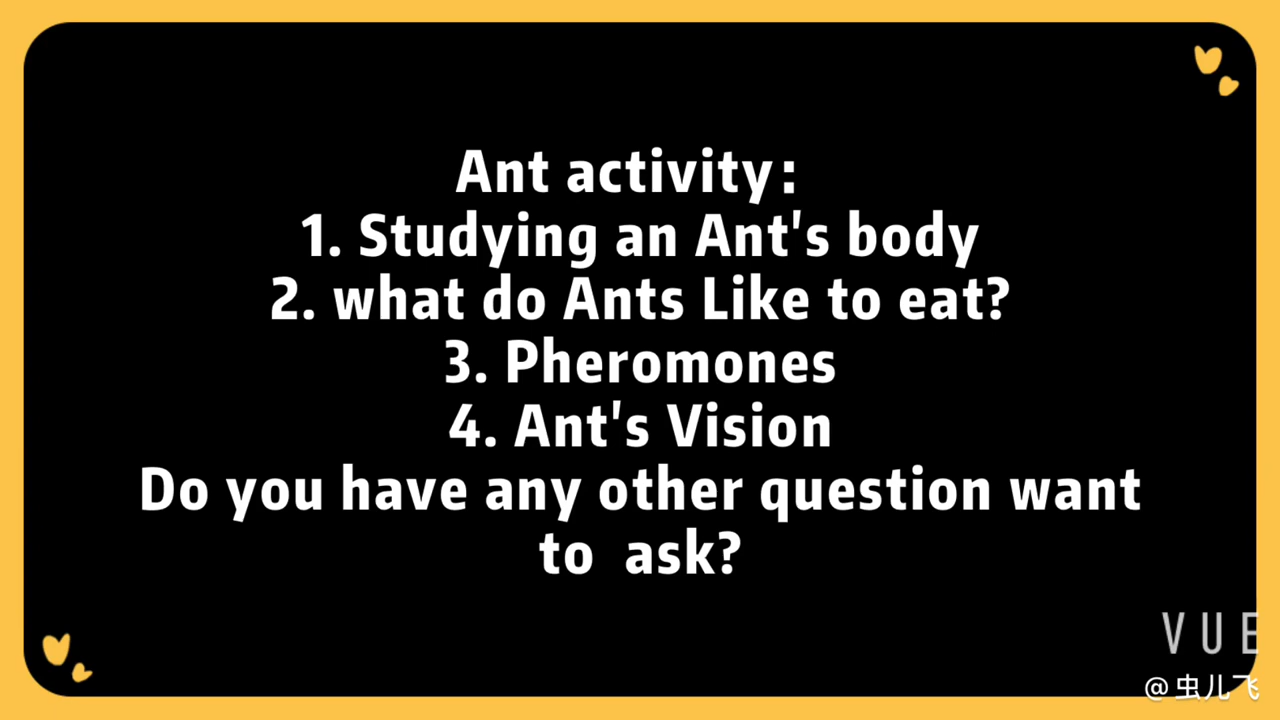 Ant activity:
1. Studying an Ant's body
2. what do Ants Like to eat?
3. Pheromones
4. Ant's Vision
Do you have any other question want
to ask?
VUE
@虫儿飞